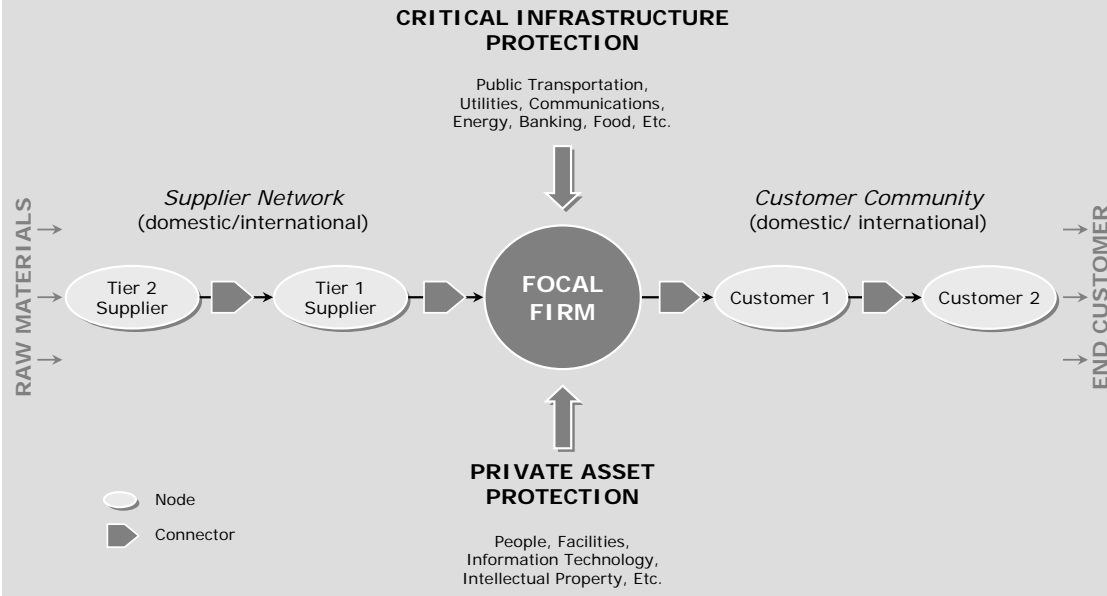 CRITICAL INFRASTRUCTURE
PROTECTION
Public Transportation,
Utilities, Communications,
Energy, Banking, Food, Etc.
Supplier Network
(domestic/international)
Customer Community
(domestic/ international)
RAW MATERIALS
Tier 2
Supplier
Tier 1
Supplier
FOCAL
FIRM
Customer 1
Customer 2
END CUSTOMER
PRIVATE ASSET
PROTECTION
People, Facilities,
Information Technology,
Intellectual Property, Etc.
Node
Connector